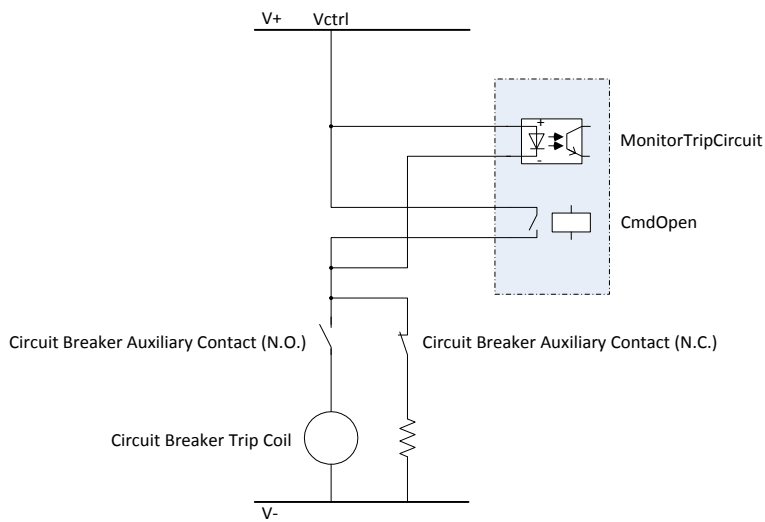 V+ Vctrl
+
MonitorTripCircuit
-
CmdOpen
Circuit Breaker Auxiliary Contact (N.O.)
Circuit Breaker Auxiliary Contact (N.C.)
Circuit Breaker Trip Coil
V-